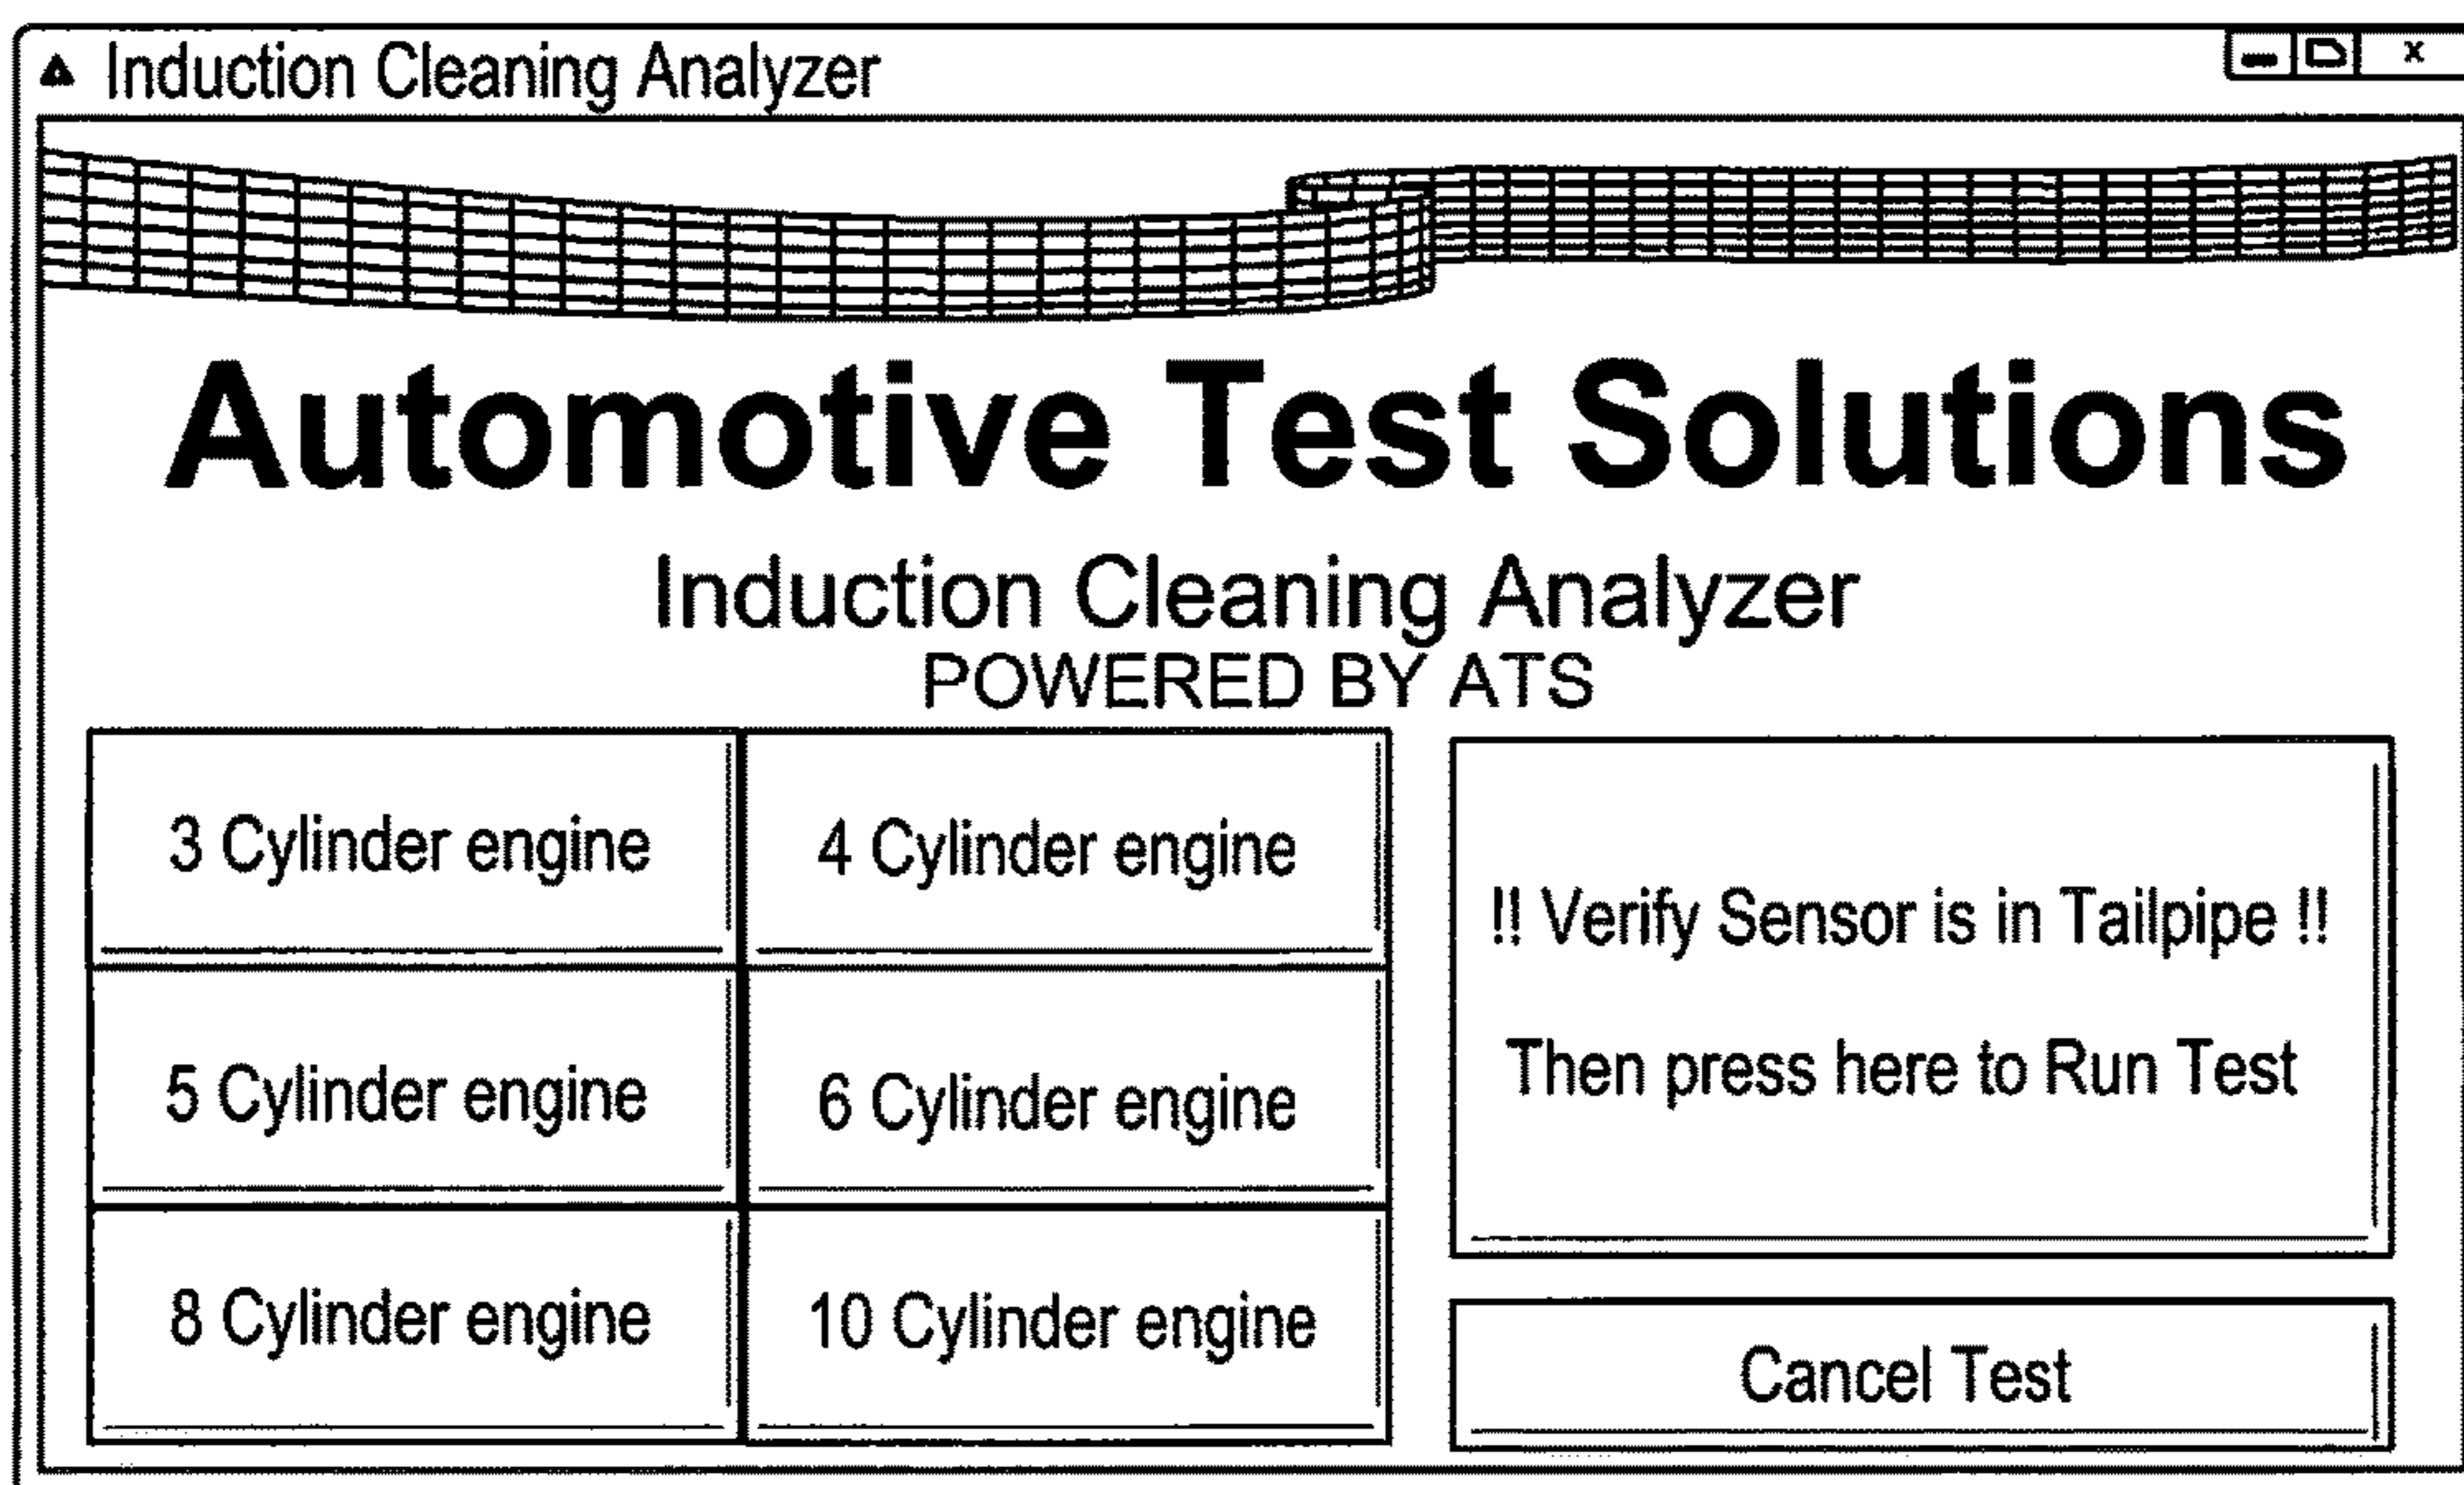 Induction Cleaning Analyzer
x
Automotive Test Solutions
Induction Cleaning Analyzer
POWERED BY ATS
3 Cylinder engine
4 Cylinder engine
5 Cylinder engine
6 Cylinder engine
8 Cylinder engine
10 Cylinder engine
!! Verify Sensor is in Tailpipe !!
Then press here to Run Test
Cancel Test